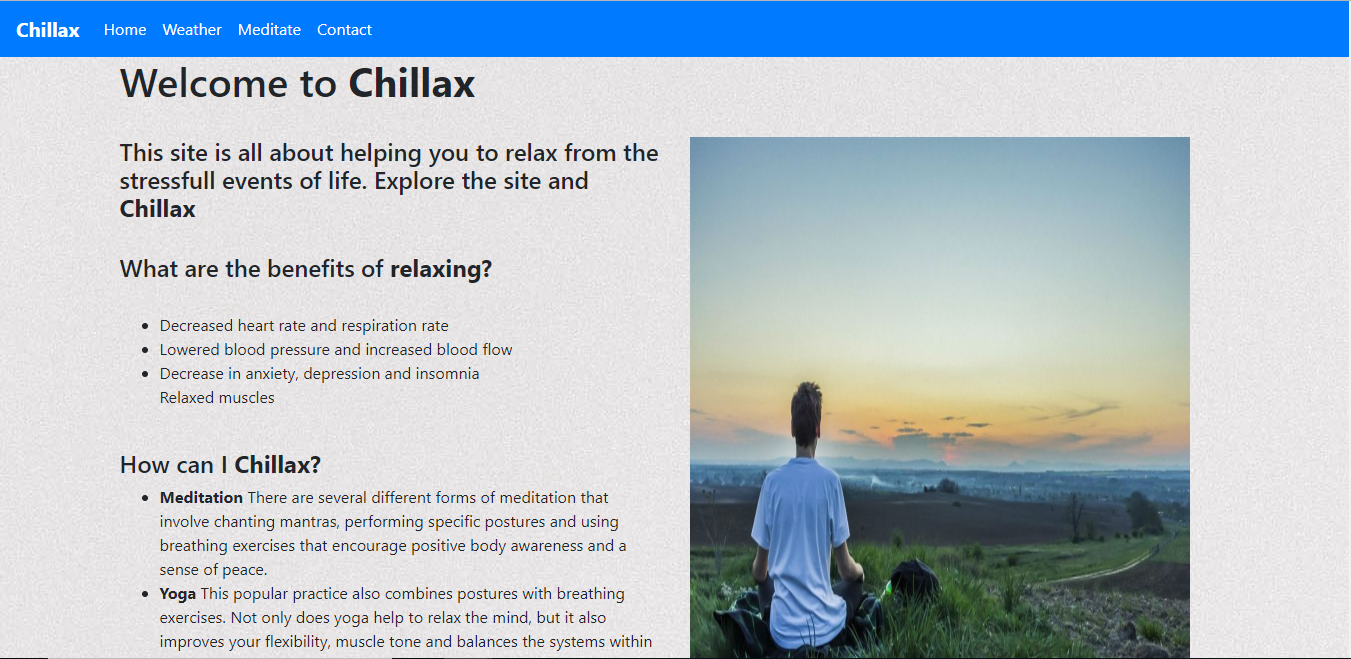 Chillax Home Weather Meditate Contact
Welcome to Chillax
This site is all about helping you to relax from the
stressfull events of life. Explore the site and
Chillax
What are the benefits of relaxing?
• Decreased heart rate and respiration rate
• Lowered blood pressure and increased blood flow
• Decrease in anxiety, depression and insomnia
Relaxed muscles
How can I Chillax?
• Meditation There are several different forms of meditation that
involve chanting mantras, performing specific postures and using
breathing exercises that encourage positive body awareness and a
sense of peace.
• Yoga This popular practice also combines postures with breathing
exercises. Not only does yoga help to relax the mind, but it also
improves your flexibility, muscle tone and balances the systems within